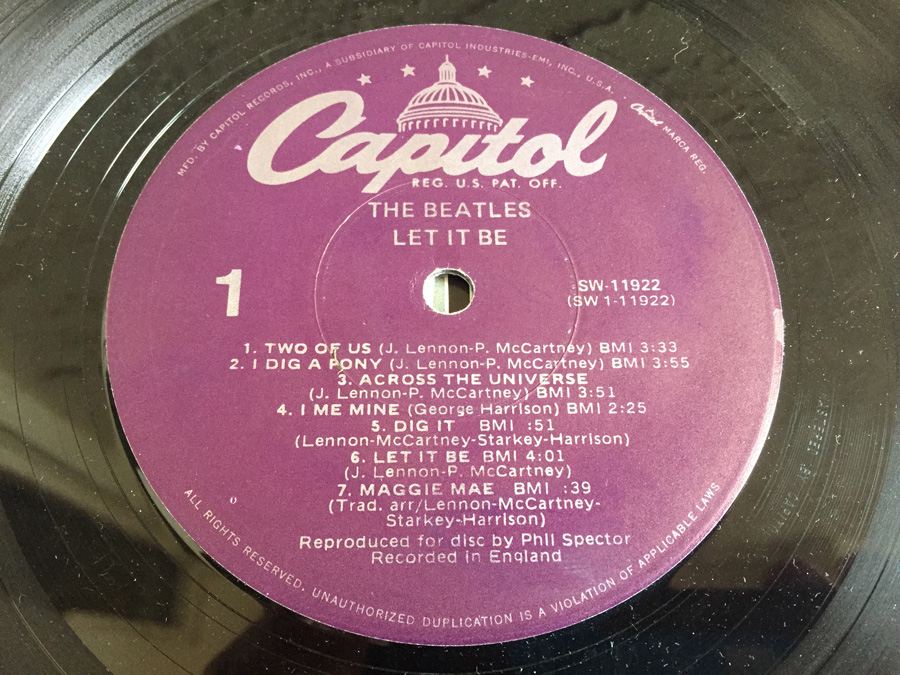 MFD. BY CAPITOL RECORDS, INC., A SUBSIDIARY OF CAPITOL INDUSTRIES-EMI, INC., U.S.A.
Capitol MARCA REG.
Capitol
REG. U.S. PAT. OFF.
THE BEATLES
LET IT BE
1
SW-11922
(SW 1-11922)
1. TWO OF US (J. Lennon-P. McCartney) BMI 3:33
2. I DIG A PONY (J. Lennon-P. McCartney) BMI 3:55
3. ACROSS THE UNIVERSE
(J. Lennon-P. McCartney) BMI 3:51
4. I ME MINE (George Harrison) BMI 2:25
5. DIG IT BMI :51
(Lennon-McCartney-Starkey-Harrison)
6. LET IT BE BMI 4:01
(J. Lennon-P. McCartney)
7. MAGGIE MAE BMI :39
(Trad. arr/Lennon-McCartney-
Starkey-Harrison)
Reproduced for disc by Phil Spector
Recorded in England
ALL RIGHTS RESERVED. UNAUTHORIZED DUPLICATION IS A VIOLATION OF APPLICABLE LAWS